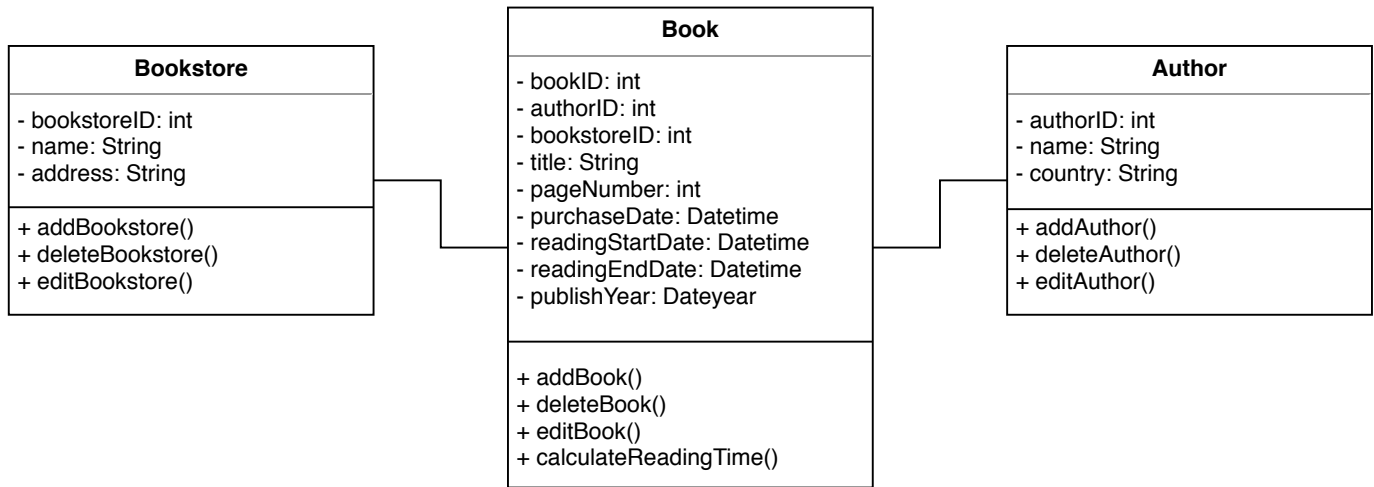 Bookstore
- bookstoreID: int
- name: String
- address: String
+ addBookstore()
+ deleteBookstore()
+ editBookstore()
Book
- bookID: int
- authorID: int
- bookstoreID: int
- title: String
- pageNumber: int
- purchaseDate: Datetime
- readingStartDate: Datetime
- readingEndDate: Datetime
- publishYear: Dateyear
+ addBook()
+ deleteBook()
+ editBook()
+ calculateReadingTime()
Author
- authorID: int
- name: String
- country: String
+ addAuthor()
+ deleteAuthor()
+ editAuthor()